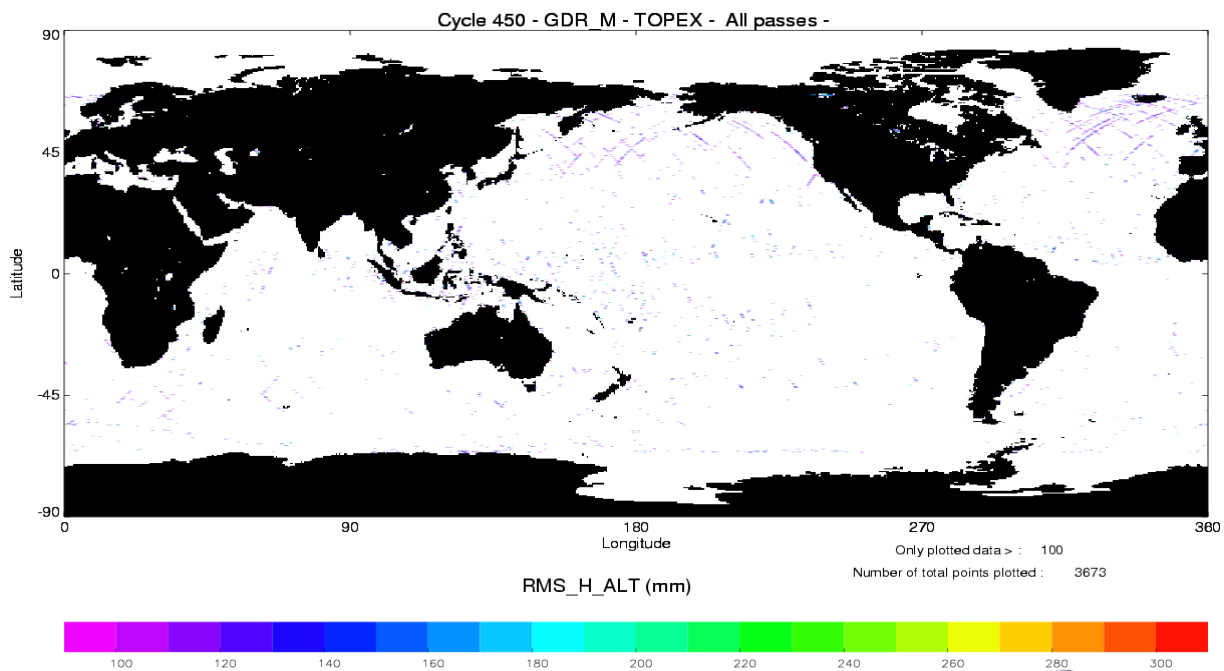 Cycle 450 - GDR_M - TOPEX - All passes -
90
45
0
-45
-90
Latitude
0 90 180 270 360
Longitude
Only plotted data > : 100
Number of total points plotted : 3673
RMS_H_ALT (mm)
100 120 140 160 180 200 220 240 260 280 300